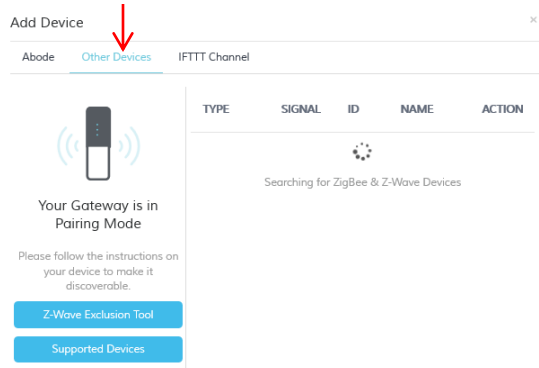 Add Device
×
Abode Other Devices IFTTT Channel
TYPE SIGNAL ID NAME ACTION
Searching for ZigBee & Z-Wave Devices
Your Gateway is in
Pairing Mode
Please follow the instructions on
your device to make it
discoverable.
Z-Wave Exclusion Tool
Supported Devices